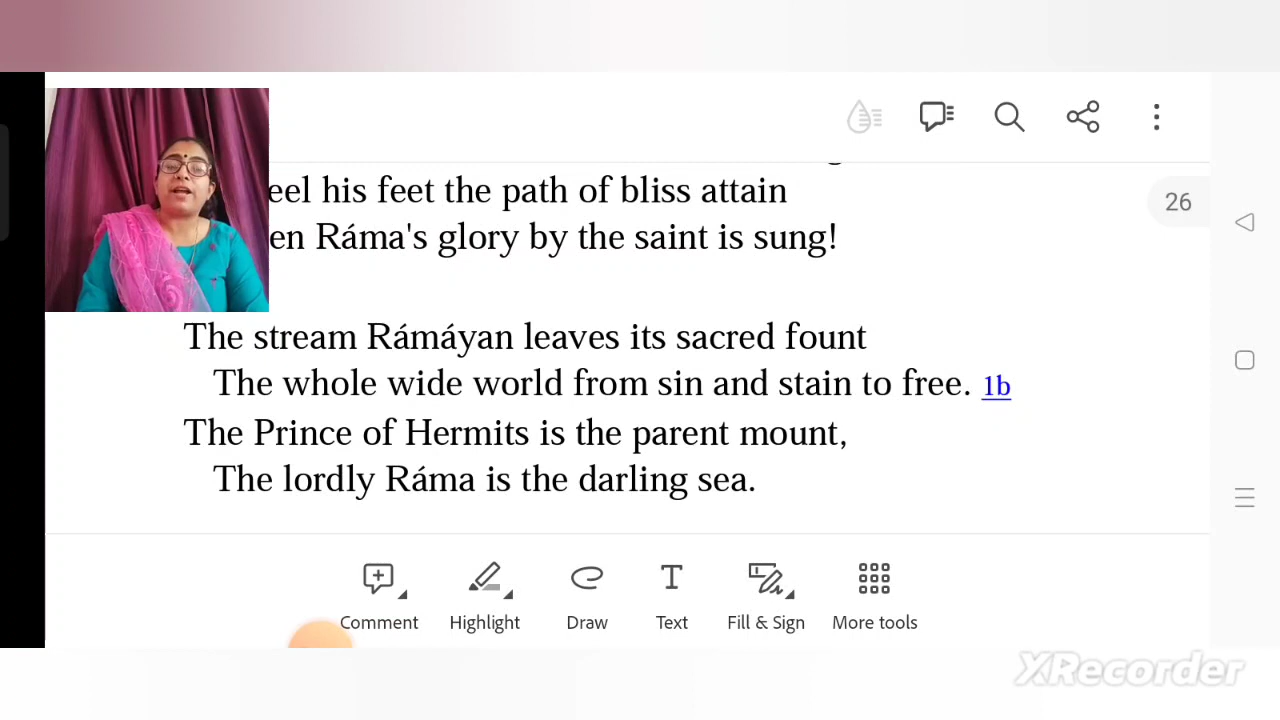 eel his feet the path of bliss attain
26
en Ráma's glory by the saint is sung!
The stream Rámáyan leaves its sacred fount
The whole wide world from sin and stain to free. 1b
The Prince of Hermits is the parent mount,
The lordly Ráma is the darling sea.
Comment Highlight Draw Text Fill & Sign More tools
XRecorder